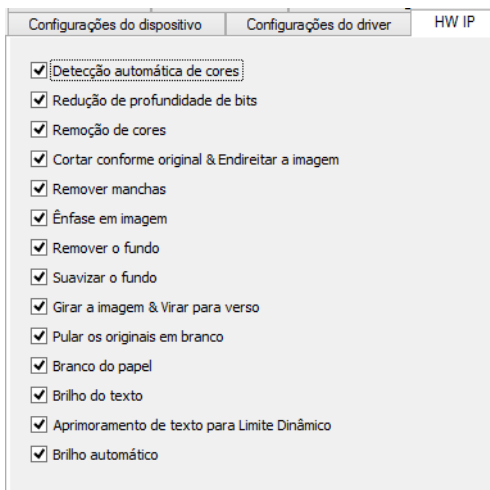 Configurações do dispositivo Configurações do driver HW IP
Detecção automática de cores
Redução de profundidade de bits
Remoção de cores
Cortar conforme original & Endireitar a imagem
Remover manchas
Ênfase em imagem
Remover o fundo
Suavizar o fundo
Girar a imagem & Virar para verso
Pular os originais em branco
Branco do papel
Brilho do texto
Aprimoramento de texto para Limite Dinâmico
Brilho automático